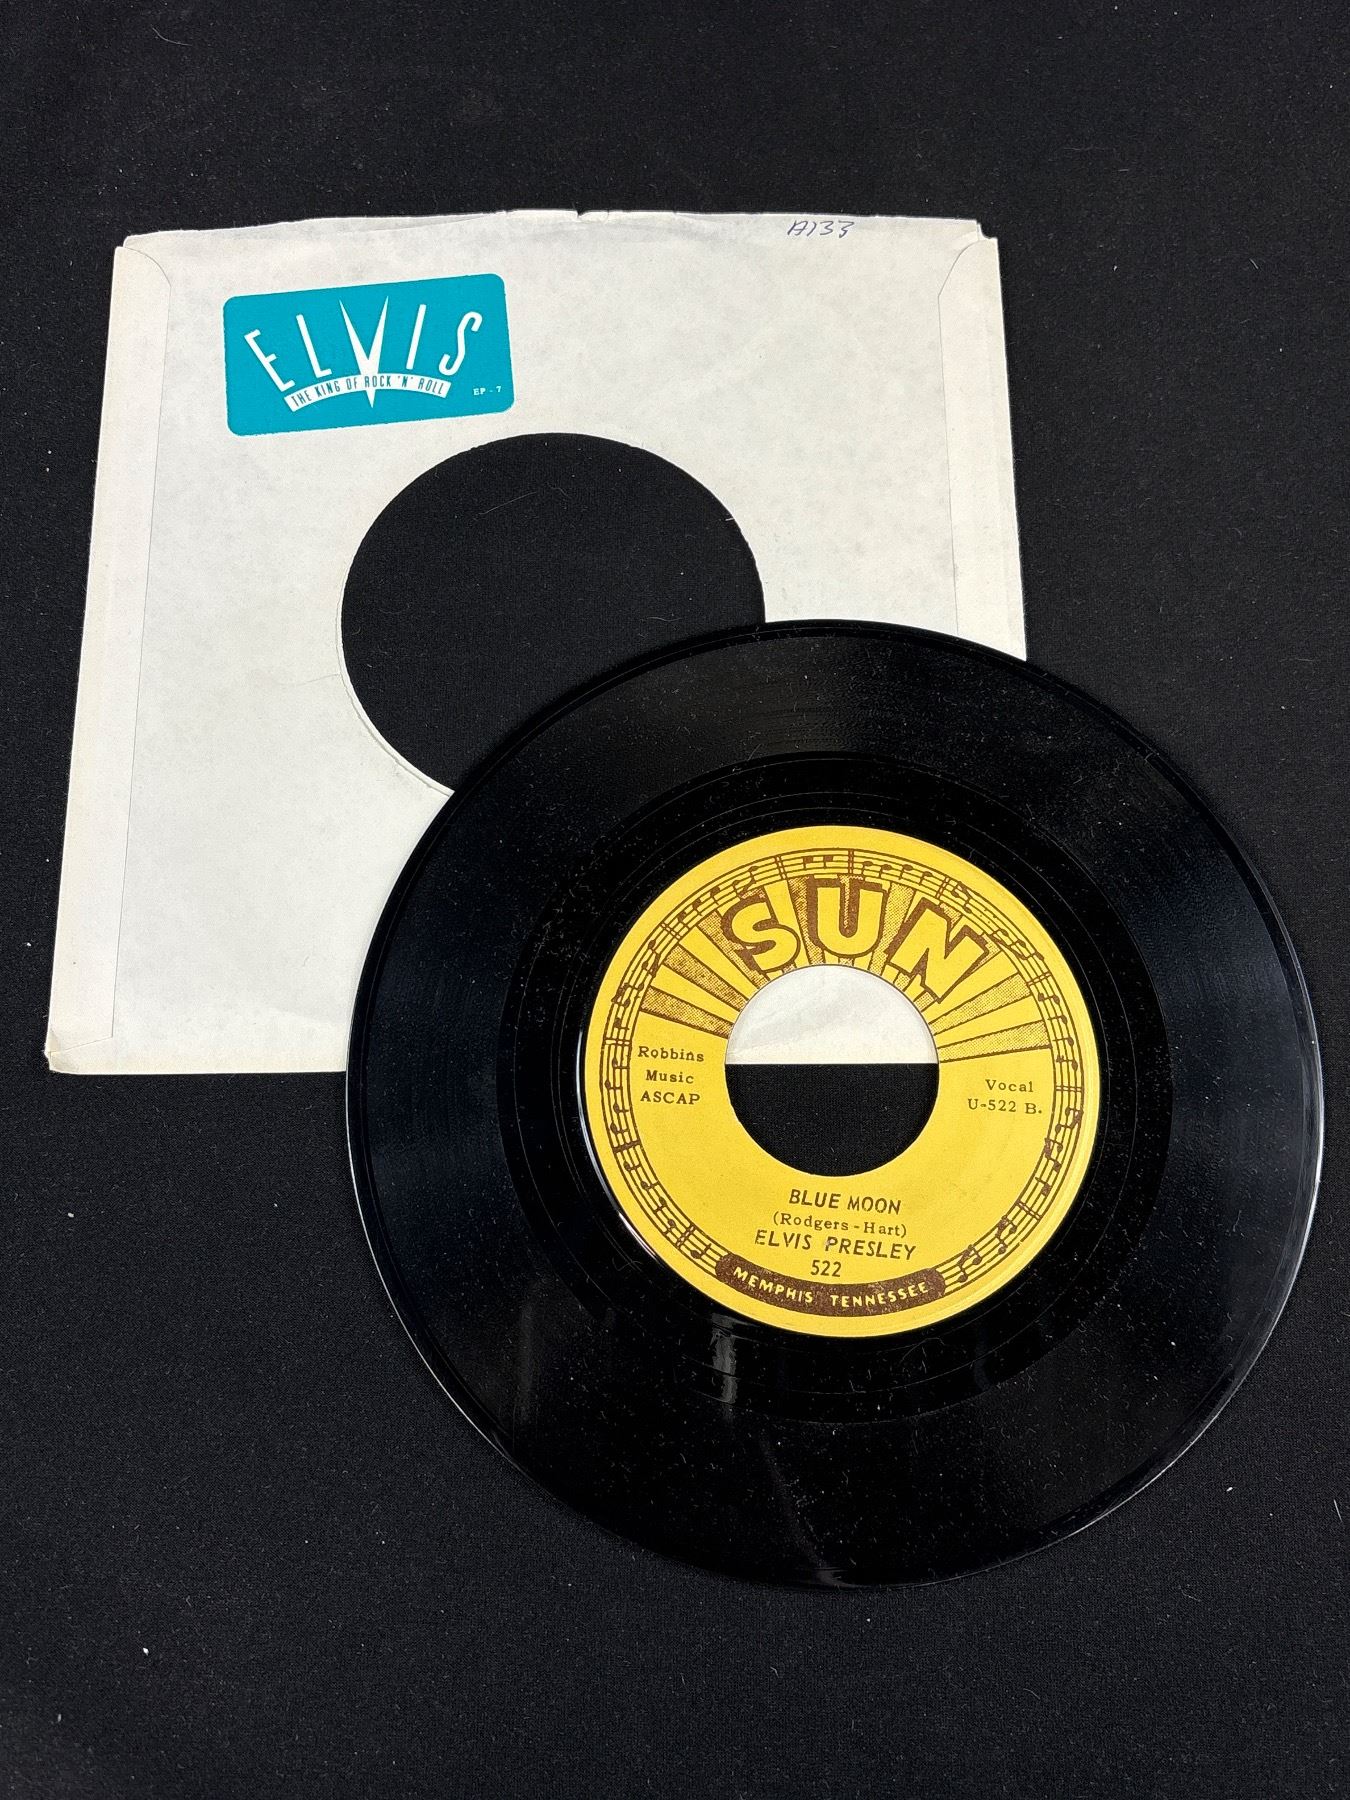 A133
ELVIS
THE KING OF ROCK 'N' ROLL
EP - 7
SUN
Robbins
Music
ASCAP
Vocal
U-522 B.
BLUE MOON
(Rodgers - Hart)
ELVIS PRESLEY
522
MEMPHIS TENNESSEE